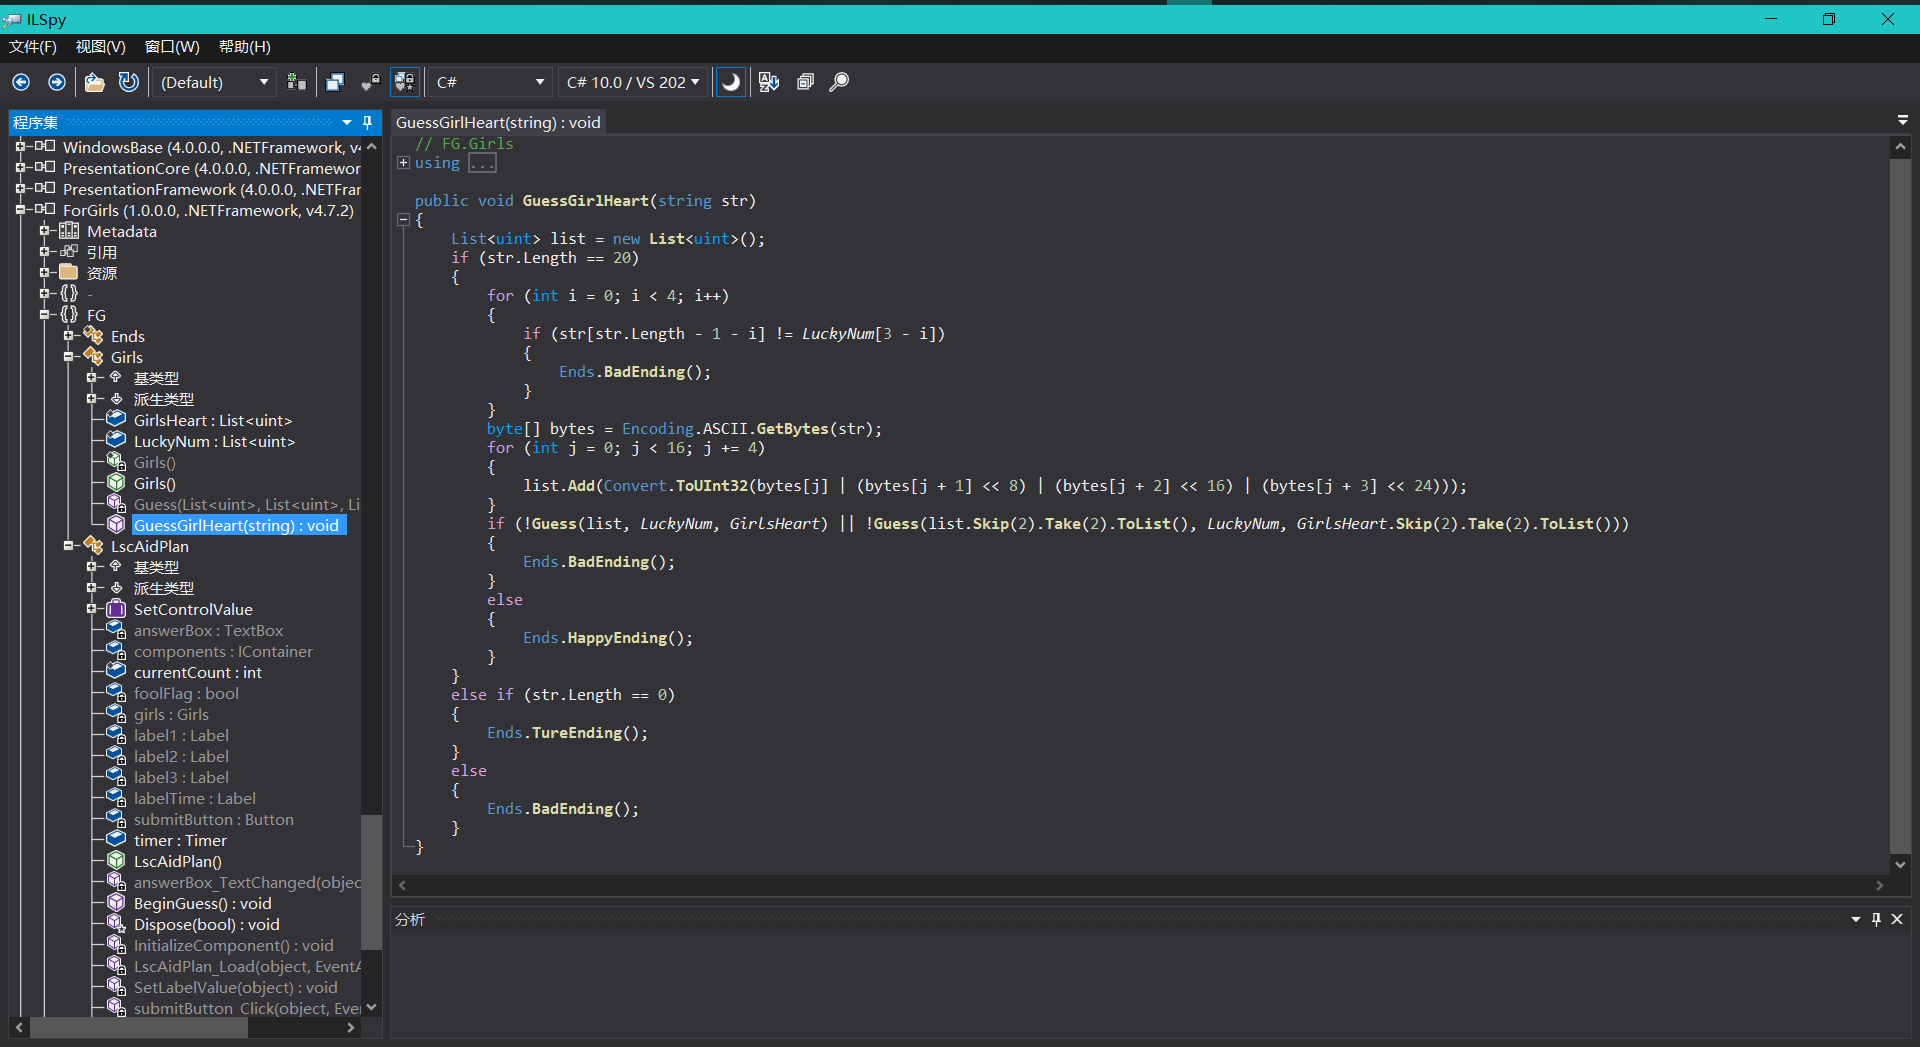 ILSpy
文件(F) 视图(V) 窗口(W) 帮助(H)
(Default) C# C# 10.0 / VS 202
程序集
WindowsBase (4.0.0.0, .NETFramework, v4
PresentationCore (4.0.0.0, .NETFramewor
PresentationFramework (4.0.0.0, .NETFrar
ForGirls (1.0.0.0, .NETFramework, v4.7.2)
Metadata
引用
资源
{} -
{} FG
Ends
Girls
基类型
派生类型
GirlsHeart : List<uint>
LuckyNum : List<uint>
Girls()
Girls()
Guess(List<uint>, List<uint>, Li
GuessGirlHeart(string) : void
LscAidPlan
基类型
派生类型
SetControlValue
answerBox : TextBox
components : IContainer
currentCount : int
foolFlag : bool
girls : Girls
label1 : Label
label2 : Label
label3 : Label
labelTime : Label
submitButton : Button
timer : Timer
LscAidPlan()
answerBox_TextChanged(objec
BeginGuess() : void
Dispose(bool) : void
InitializeComponent() : void
LscAidPlan_Load(object, EventA
SetLabelValue(object) : void
submitButton_Click(object, Eve
GuessGirlHeart(string) : void
// FG.Girls
using ...
public void GuessGirlHeart(string str)
{
    List<uint> list = new List<uint>();
    if (str.Length == 20)
    {
        for (int i = 0; i < 4; i++)
        {
            if (str[str.Length - 1 - i] != LuckyNum[3 - i])
            {
                Ends.BadEnding();
            }
        }
        byte[] bytes = Encoding.ASCII.GetBytes(str);
        for (int j = 0; j < 16; j += 4)
        {
            list.Add(Convert.ToUInt32(bytes[j] | (bytes[j + 1] << 8) | (bytes[j + 2] << 16) | (bytes[j + 3] << 24)));
        }
        if (!Guess(list, LuckyNum, GirlsHeart) || !Guess(list.Skip(2).Take(2).ToList(), LuckyNum, GirlsHeart.Skip(2).Take(2).ToList()))
        {
            Ends.BadEnding();
        }
        else
        {
            Ends.HappyEnding();
        }
    }
    else if (str.Length == 0)
    {
        Ends.TureEnding();
    }
    else
    {
        Ends.BadEnding();
    }
}
分析